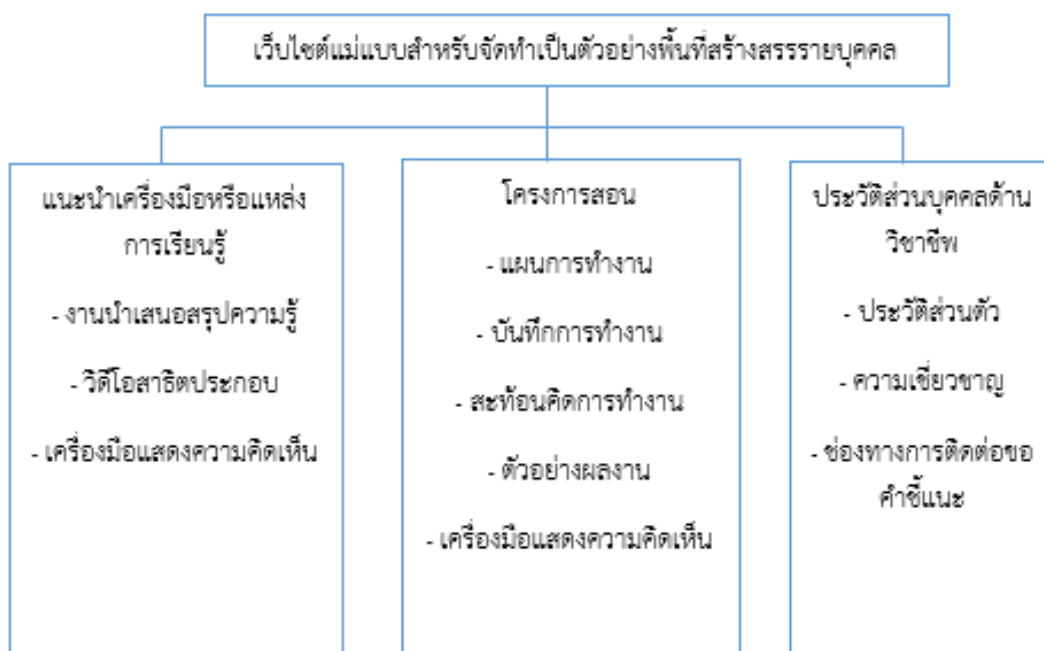 เว็บไซต์แม่แบบสำหรับจัดทำเป็นตัวอย่างพื้นที่สร้างสรรรายบุคคล
แนะนำเครื่องมือหรือแหล่ง
การเรียนรู้
- งานนำเสนอสรุปความรู้
- วิดีโอสาธิตประกอบ
- เครื่องมือแสดงความคิดเห็น
โครงการสอน
- แผนการทำงาน
- บันทึกการทำงาน
- สะท้อนคิดการทำงาน
- ตัวอย่างผลงาน
- เครื่องมือแสดงความคิดเห็น
ประวัติส่วนบุคคลด้าน
วิชาชีพ
- ประวัติส่วนตัว
- ความเชี่ยวชาญ
- ช่องทางการติดต่อขอ
คำชี้แนะ